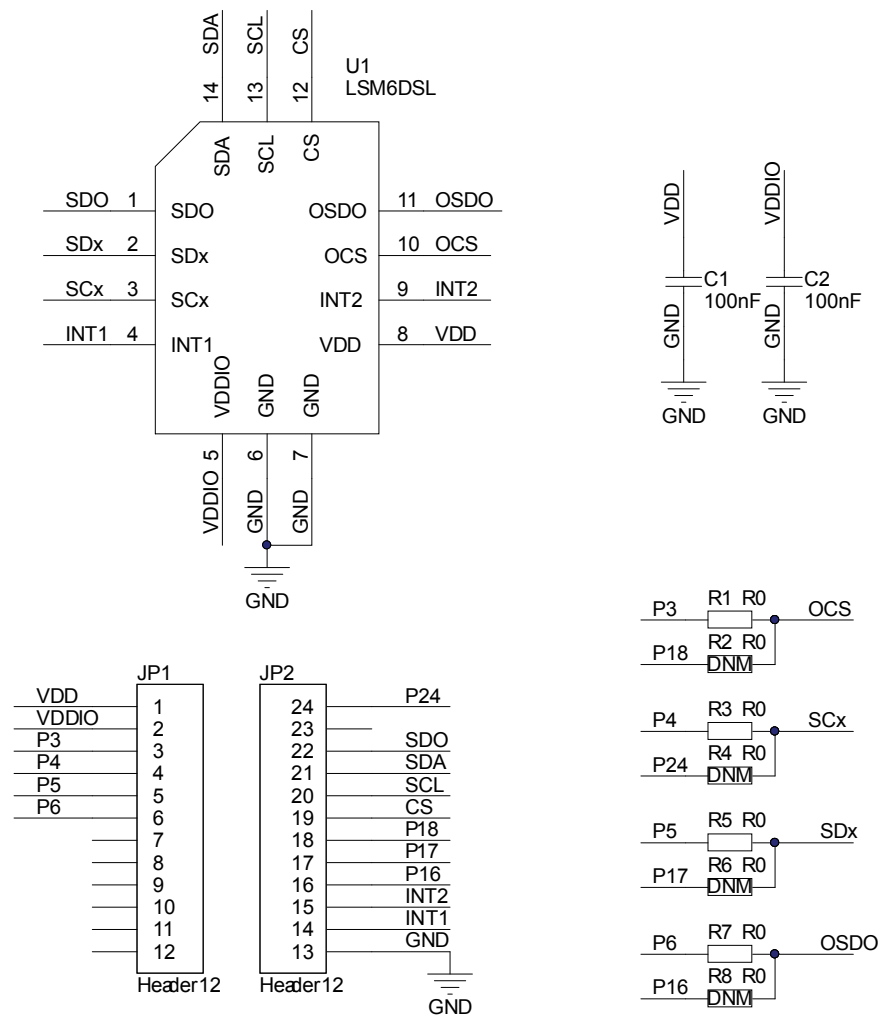 SDA SCL CS
14 13 12
U1
LSM6DSL
SDA SCL CS
SDO 1 SDO
SDx 2 SDx
SCx 3 SCx
INT1 4 INT1
OSDO 11 OSDO
OCS 10 OCS
INT2 9 INT2
VDD 8 VDD
VDDIO GND GND
5 6 7
VDDIO GND GND
GND
VDD
C1
100nF
GND
GND
VDDIO
C2
100nF
GND
GND
JP1
VDD 1
VDDIO 2
P3 3
P4 4
P5 5
P6 6
7
8
9
10
11
12
Header12
JP2
24 P24
23
22 SDO
21 SDA
20 SCL
19 CS
18 P18
17 P17
16 P16
15 INT2
14 INT1
13 GND
Header12
GND
P3 R1 R0 OCS
P18 R2 R0
DNM
P4 R3 R0 SCx
P24 R4 R0
DNM
P5 R5 R0 SDx
P17 R6 R0
DNM
P6 R7 R0 OSDO
P16 R8 R0
DNM